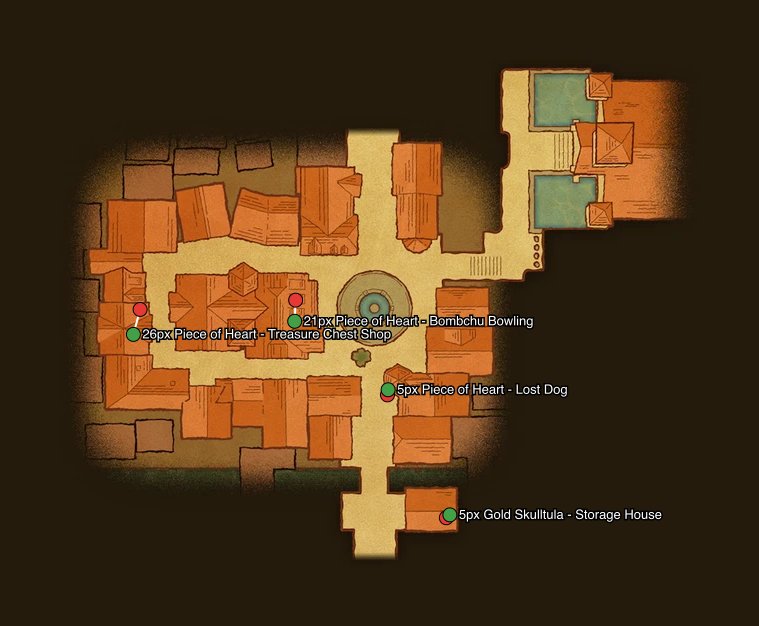 21px Piece of Heart - Bombchu Bowling
26px Piece of Heart - Treasure Chest Shop
5px Piece of Heart - Lost Dog
5px Gold Skulltula - Storage House